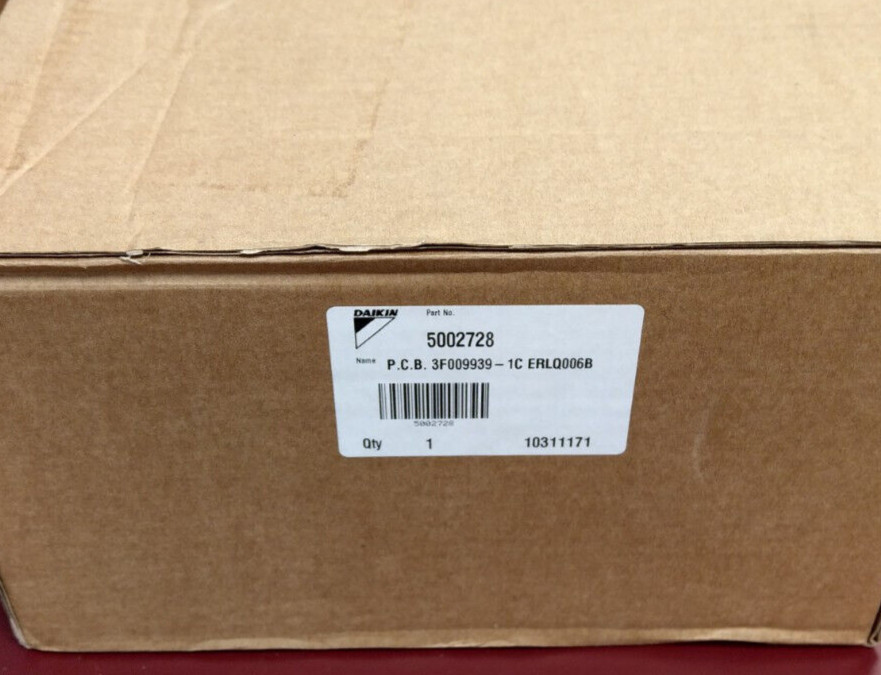 DAIKIN Part No.
5002728
Name P.C.B. 3F009939-1C ERLQ006B
5002728
Qty 1 10311171